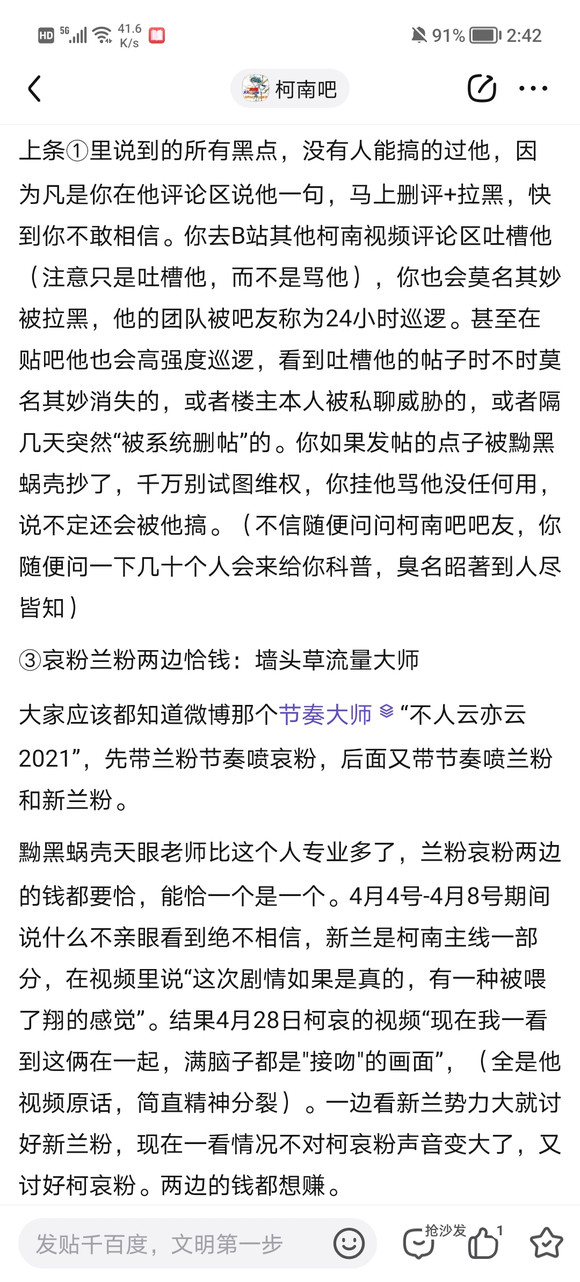 HD 5G 41.6 K/s 91% 2:42
柯南吧
上条①里说到的所有黑点，没有人能搞的过他，因
为凡是你在他评论区说他一句，马上删评+拉黑，快
到你不敢相信。你去B站其他柯南视频评论区吐槽他
（注意只是吐槽他，而不是骂他），你也会莫名其妙
被拉黑，他的团队被吧友称为24小时巡逻。甚至在
贴吧他也会高强度巡逻，看到吐槽他的帖子时不时莫
名其妙消失的，或者楼主本人被私聊威胁的，或者隔
几天突然“被系统删帖”的。你如果发帖的点子被黝黑
蜗壳抄了，千万别试图维权，你挂他骂他没任何用，
说不定还会被他搞。（不信随便问问柯南吧吧友，你
随便问一下几十个人会来给你科普，臭名昭著到人尽
皆知）
③哀粉兰粉两边恰钱：墙头草流量大师
大家应该都知道微博那个节奏大师“不人云亦云
2021”，先带兰粉节奏喷哀粉，后面又带节奏喷兰粉
和新兰粉。
黝黑蜗壳天眼老师比这个人专业多了，兰粉哀粉两边
的钱都要恰，能恰一个是一个。4月4号-4月8号期间
说什么不亲眼看到绝不相信，新兰是柯南主线一部
分，在视频里说“这次剧情如果是真的，有一种被喂
了翔的感觉”。结果4月28日柯哀的视频“现在我一看
到这俩在一起，满脑子都是"接吻"的画面”，（全是他
视频原话，简直精神分裂）。一边看新兰势力大就讨
好新兰粉，现在一看情况不对柯哀粉声音变大了，又
讨好柯哀粉。两边的钱都想赚。
发贴千百度，文明第一步
抢沙发
1